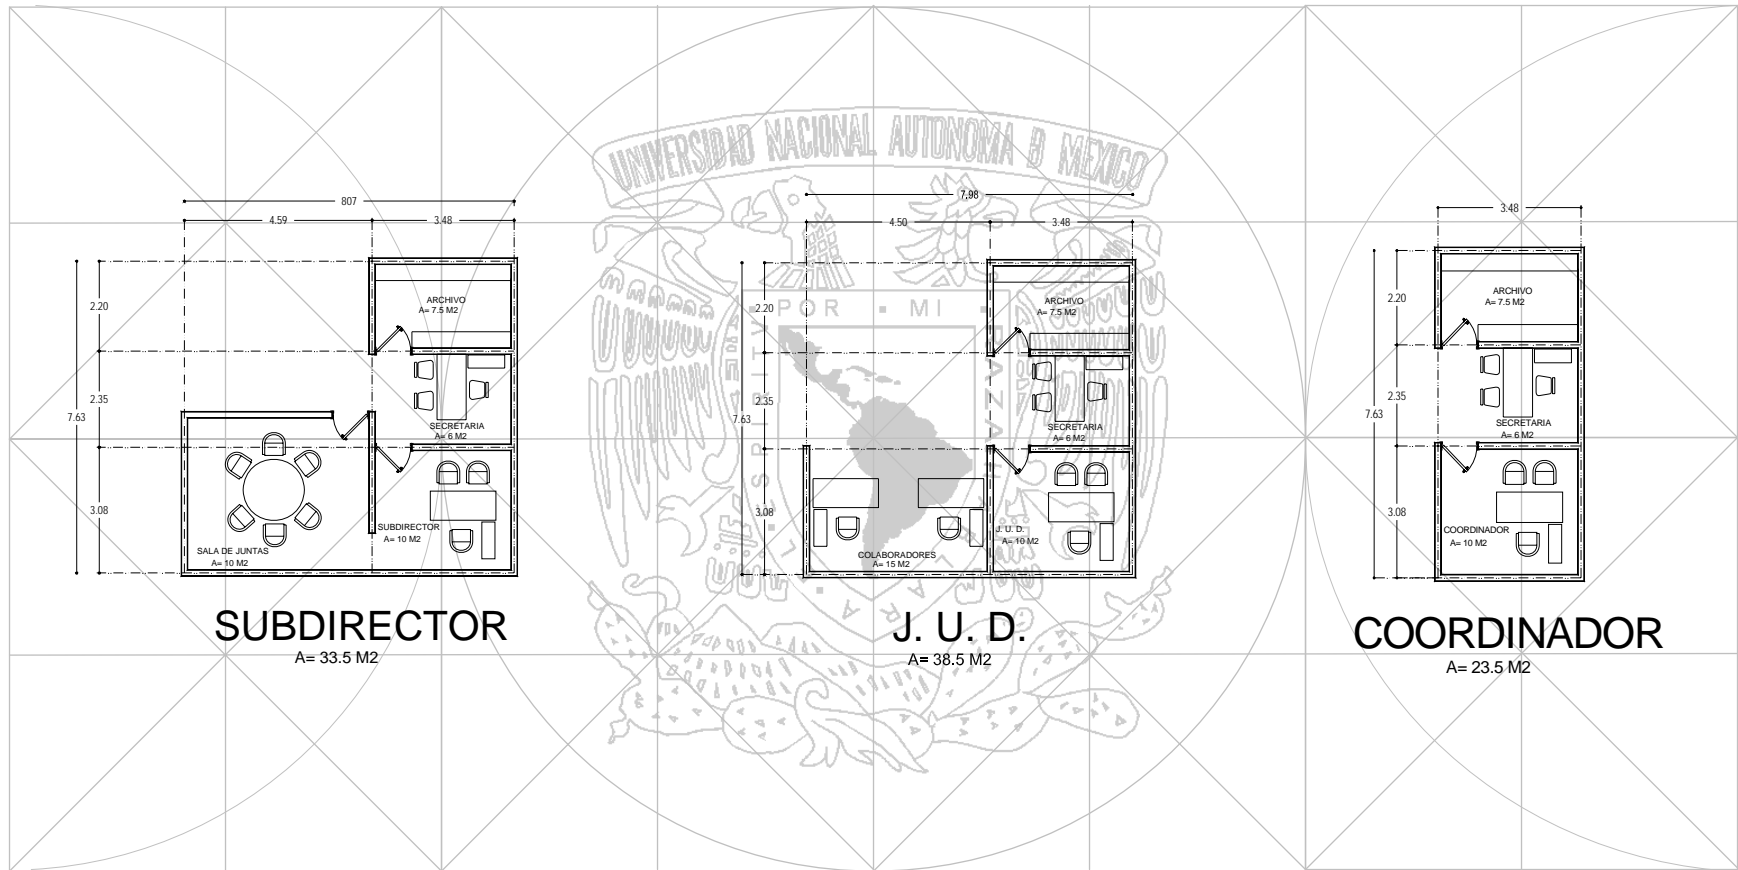 UNIVERSIDAD NACIONAL AUTONOMA D MEXICO
807
4.59
3.48
2.20
2.35
7.63
3.08
ARCHIVO
A= 7.5 M2
SECRETARIA
A= 6 M2
SUBDIRECTOR
A= 10 M2
SALA DE JUNTAS
A= 10 M2
SUBDIRECTOR
A= 33.5 M2
7.98
4.50
3.48
2.20
2.35
7.63
3.08
POR MI
ARCHIVO
A= 7.5 M2
SECRETARIA
A= 6 M2
J. U. D.
A= 10 M2
COLABORADORES
A= 15 M2
J. U. D.
A= 38.5 M2
3.48
2.20
2.35
7.63
3.08
ARCHIVO
A= 7.5 M2
SECRETARIA
A= 6 M2
COORDINADOR
A= 10 M2
COORDINADOR
A= 23.5 M2